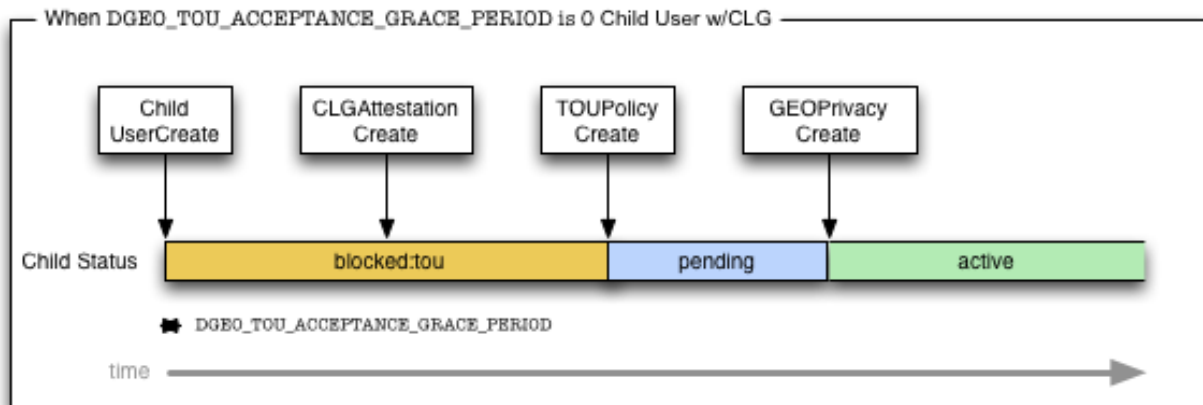 When DGEO_TOU_ACCEPTANCE_GRACE_PERIOD is 0 Child User w/CLG
Child
UserCreate
CLGAttestation
Create
TOUPolicy
Create
GEOPrivacy
Create
Child Status
blocked:tou
pending
active
DGEO_TOU_ACCEPTANCE_GRACE_PERIOD
time